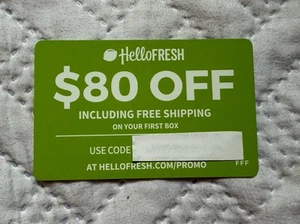 HelloFRESH
$80 OFF
INCLUDING FREE SHIPPING
ON YOUR FIRST BOX
USE CODE
AT HELLOFRESH.COM/PROMO
FFF